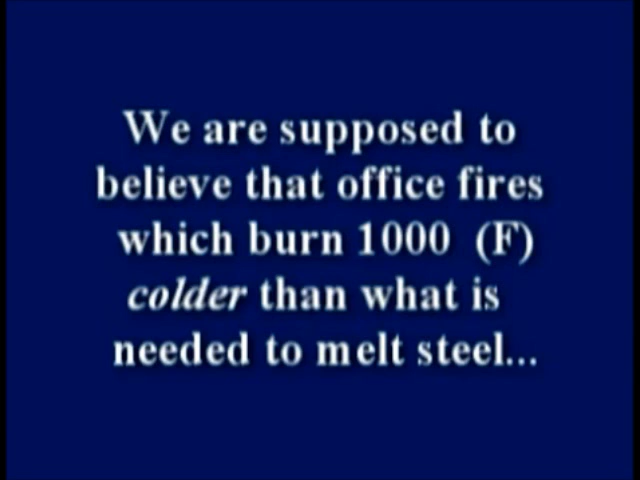 We are supposed to
believe that office fires
which burn 1000 (F)
colder than what is
needed to melt steel...